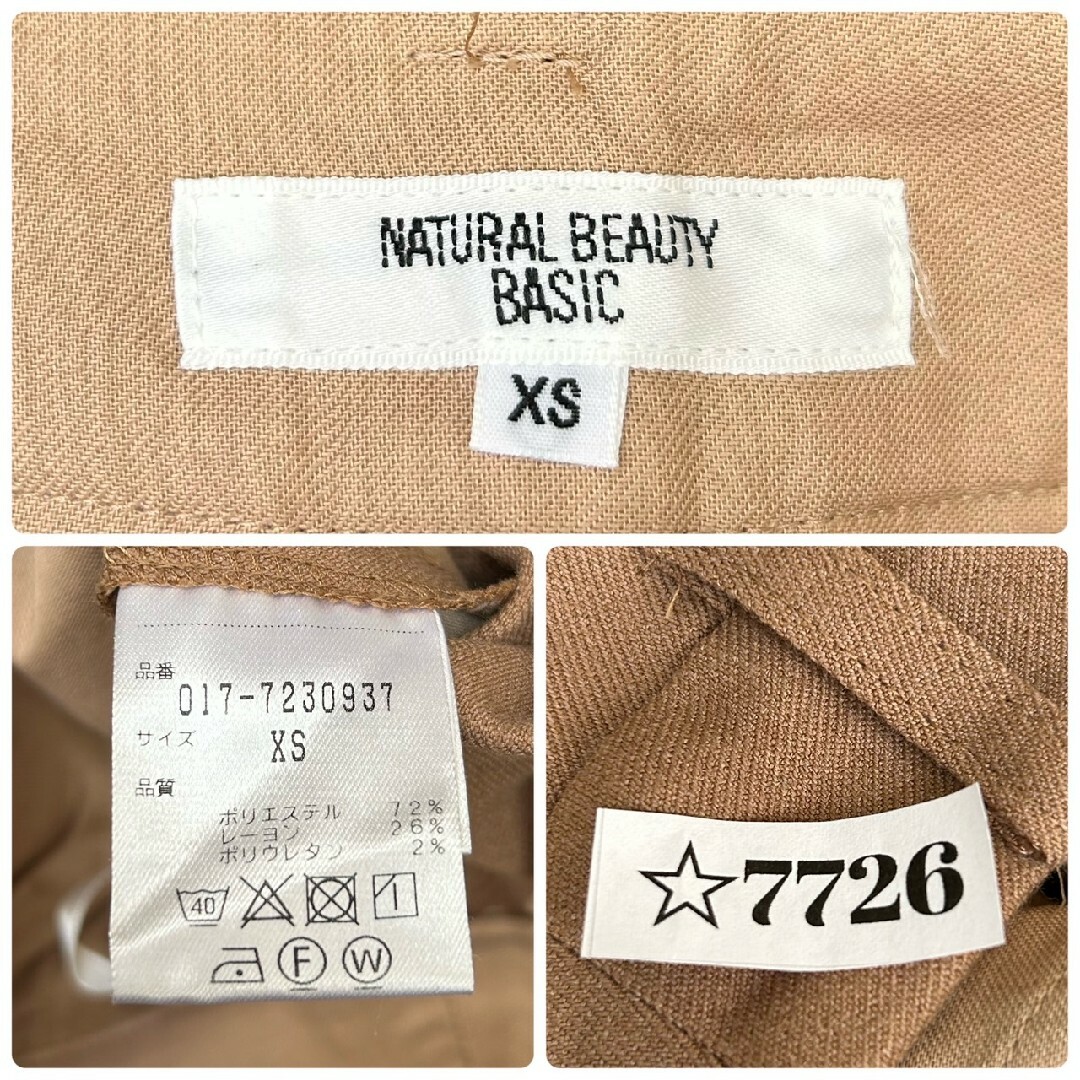 NATURAL BEAUTY
BASIC
XS
品番
017-7230937
サイズ
XS
品質
ポリエステル 72%
レーヨン 26%
ポリウレタン 2%
40
F W
☆7726